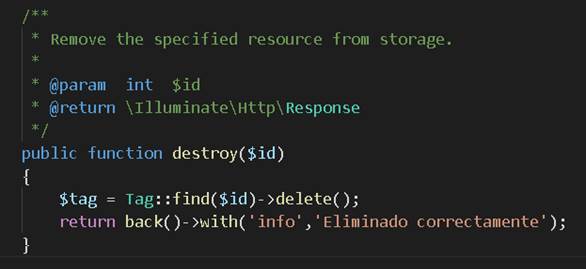 /**
 * Remove the specified resource from storage.
 *
 * @param  int  $id
 * @return \Illuminate\Http\Response
 */
public function destroy($id)
{
    $tag = Tag::find($id)->delete();
    return back()->with('info','Eliminado correctamente');
}